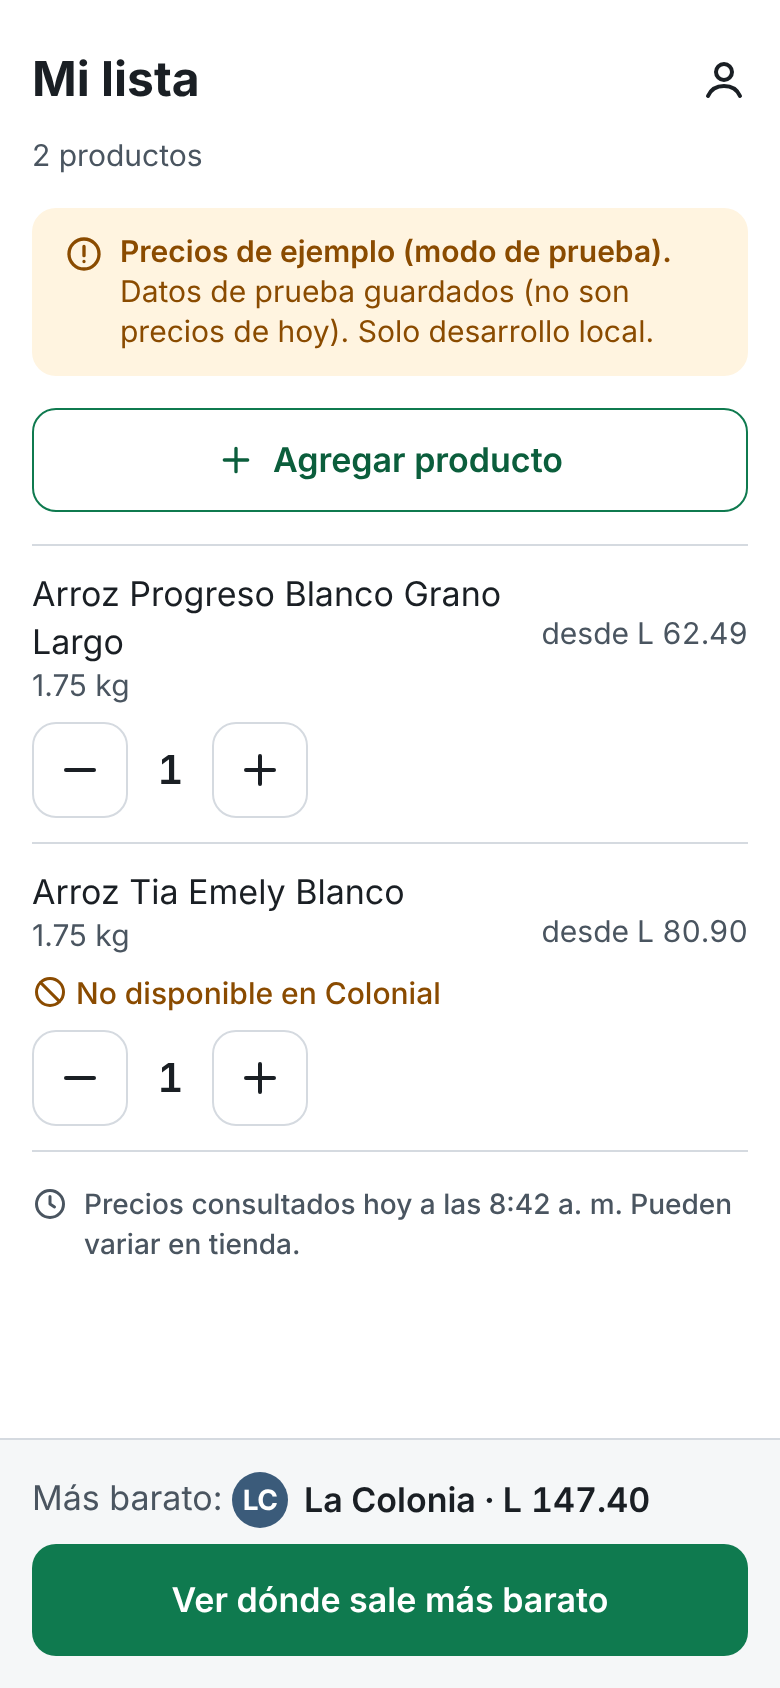 Mi lista
2 productos
Precios de ejemplo (modo de prueba).
Datos de prueba guardados (no son
precios de hoy). Solo desarrollo local.
Agregar producto
Arroz Progreso Blanco Grano
Largo
desde L 62.49
1.75 kg
1
Arroz Tia Emely Blanco
1.75 kg
desde L 80.90
No disponible en Colonial
1
Precios consultados hoy a las 8:42 a. m. Pueden
variar en tienda.
Más barato: LC La Colonia · L 147.40
Ver dónde sale más barato